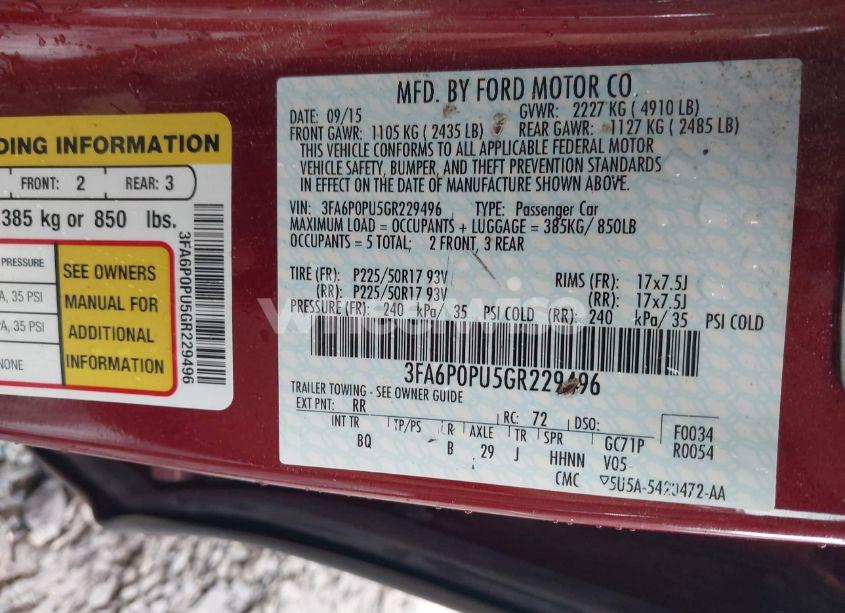 DING INFORMATION
FRONT: 2 REAR: 3
385 kg or 850 lbs.
PRESSURE
A, 35 PSI
PA, 35 PSI
NONE
SEE OWNERS
MANUAL FOR
ADDITIONAL
INFORMATION
3FA6P0PU5GR229496
MFD. BY FORD MOTOR CO.
DATE: 09/15 GVWR: 2227 KG ( 4910 LB)
FRONT GAWR: 1105 KG ( 2435 LB) REAR GAWR: 1127 KG ( 2485 LB)
THIS VEHICLE CONFORMS TO ALL APPLICABLE FEDERAL MOTOR
VEHICLE SAFETY, BUMPER, AND THEFT PREVENTION STANDARDS
IN EFFECT ON THE DATE OF MANUFACTURE SHOWN ABOVE.
VIN: 3FA6P0PU5GR229496 TYPE: Passenger Car
MAXIMUM LOAD = OCCUPANTS + LUGGAGE = 385KG/ 850LB
OCCUPANTS = 5 TOTAL; 2 FRONT, 3 REAR
TIRE (FR): P225/50R17 93V RIMS (FR): 17x7.5J
(RR): P225/50R17 93V (RR): 17x7.5J
PRESSURE (FR): 240 kPa/ 35 PSI COLD (RR): 240 kPa/ 35 PSI COLD
wheelwise
3FA6P0PU5GR229496
TRAILER TOWING - SEE OWNER GUIDE
EXT PNT: RR RC: 72 DSO: F0034
INT TR TP/PS R AXLE TR SPR GC71P R0054
BQ B 29 J HHNN V05
CMC ▽5U5A-5420472-AA